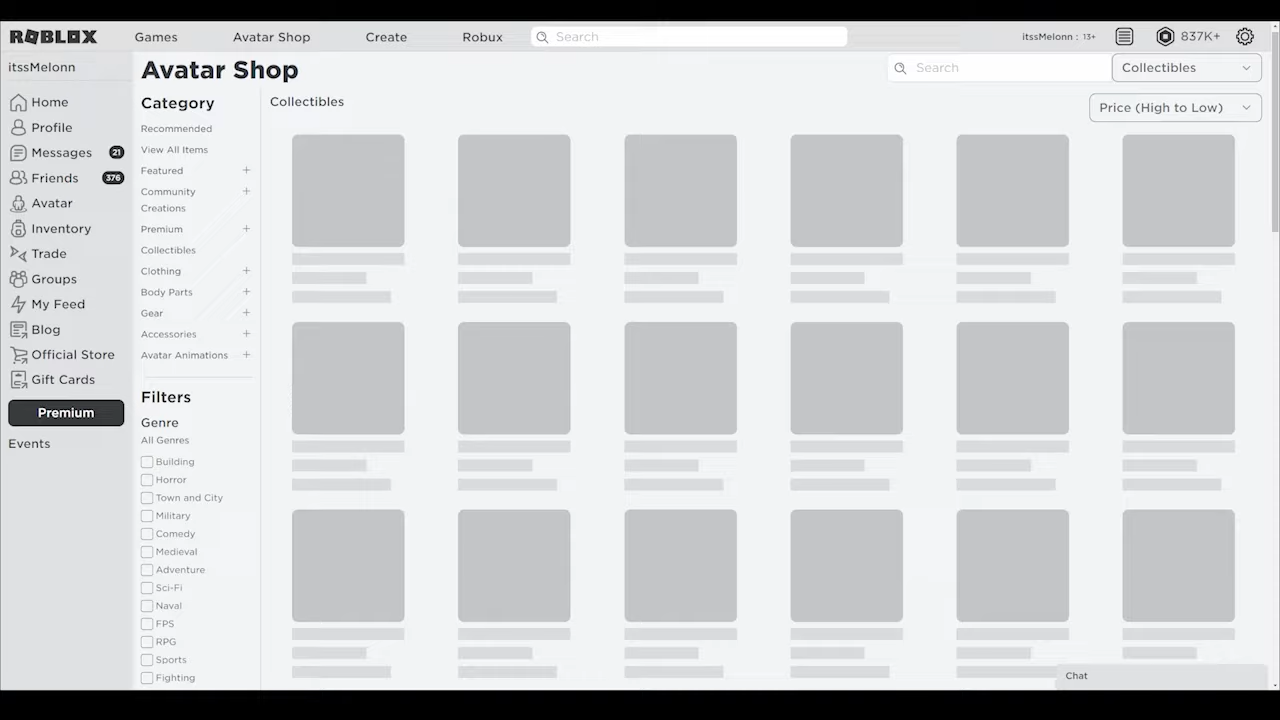 ROBLOX Games Avatar Shop Create Robux Search itssMelonn : 13+ 837K+
itssMelonn
Home
Profile
Messages 21
Friends 376
Avatar
Inventory
Trade
Groups
My Feed
Blog
Official Store
Gift Cards
Premium
Events
Avatar Shop Search Collectibles
Category
Recommended
View All Items
Featured +
Community +
Creations
Premium +
Collectibles
Clothing +
Body Parts +
Gear +
Accessories +
Avatar Animations +
Filters
Genre
All Genres
Building
Horror
Town and City
Military
Comedy
Medieval
Adventure
Sci-Fi
Naval
FPS
RPG
Sports
Fighting
Collectibles
Price (High to Low)
Chat